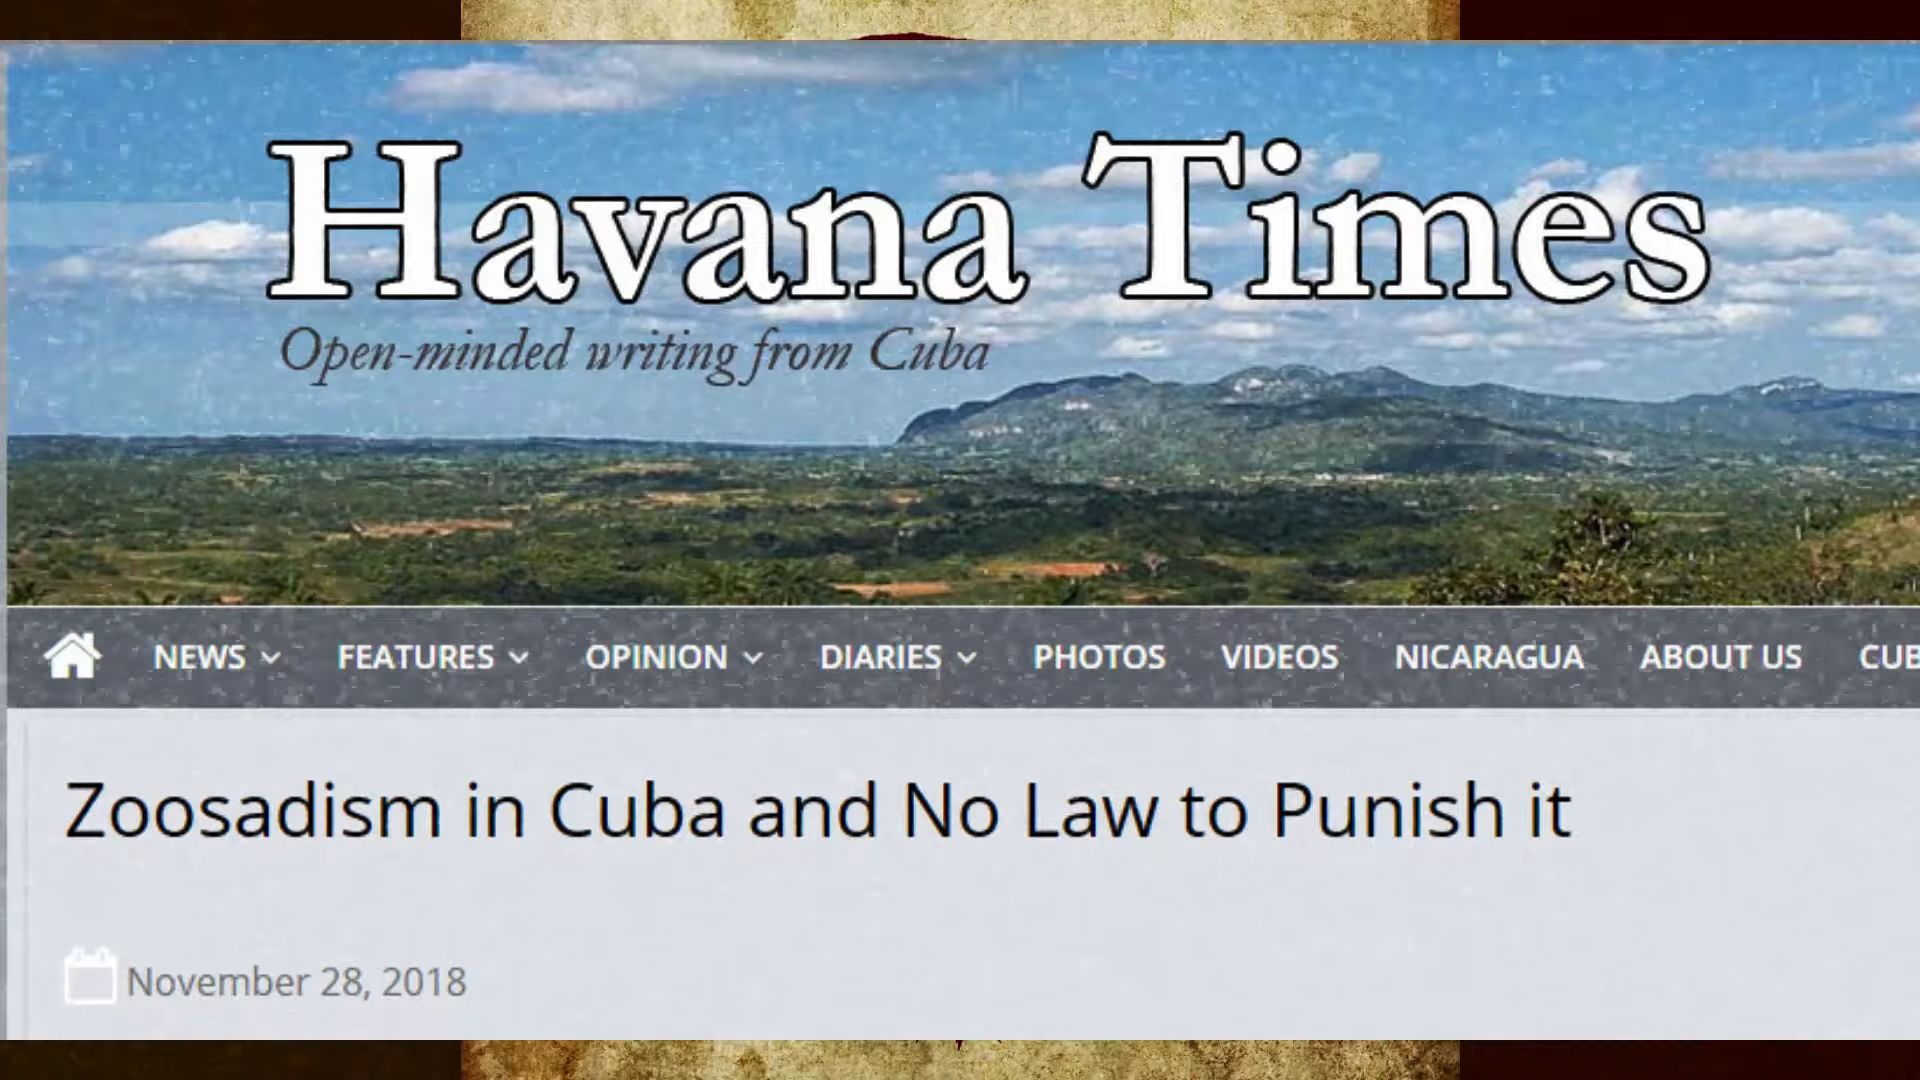 Havana Times
Open-minded writing from Cuba
NEWS FEATURES OPINION DIARIES PHOTOS VIDEOS NICARAGUA ABOUT US CUB
Zoosadism in Cuba and No Law to Punish it
November 28, 2018